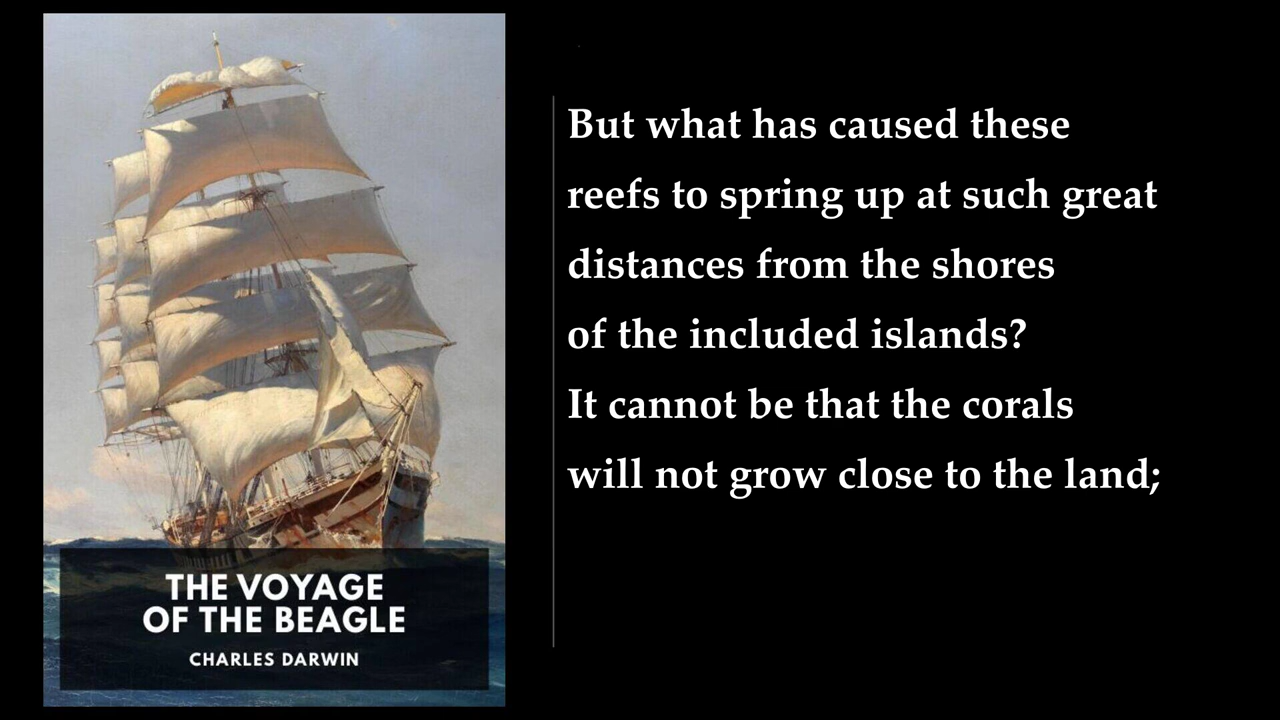 THE VOYAGE
OF THE BEAGLE
CHARLES DARWIN
But what has caused these
reefs to spring up at such great
distances from the shores
of the included islands?
It cannot be that the corals
will not grow close to the land;